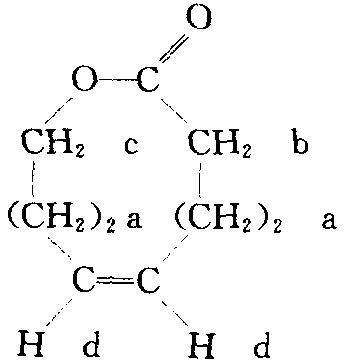 O
O—C
CH₂ c CH₂ b
(CH₂)₂ a (CH₂)₂ a
C=C
H d H d